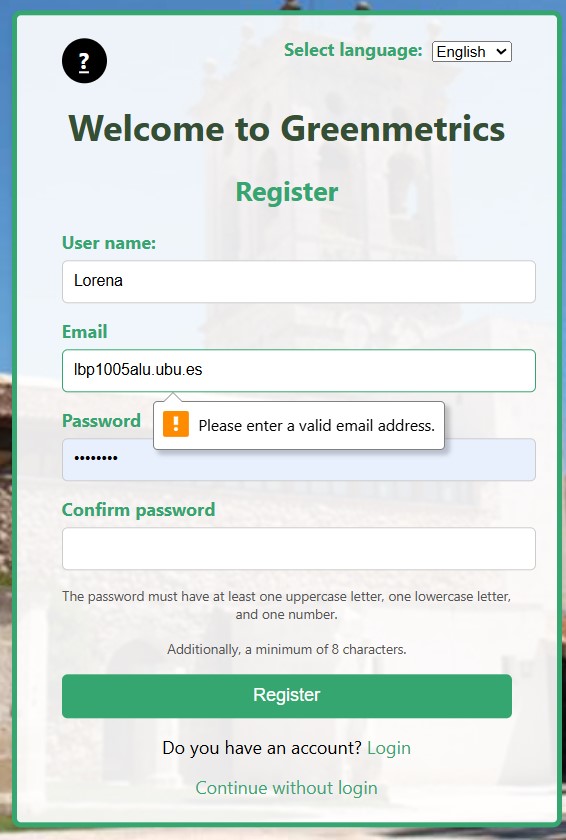 ?
Select language: English
Welcome to Greenmetrics
Register
User name:
Lorena
Email
lbp1005alu.ubu.es
Please enter a valid email address.
Password
••••••••
Confirm password
The password must have at least one uppercase letter, one lowercase letter,
and one number.
Additionally, a minimum of 8 characters.
Register
Do you have an account? Login
Continue without login